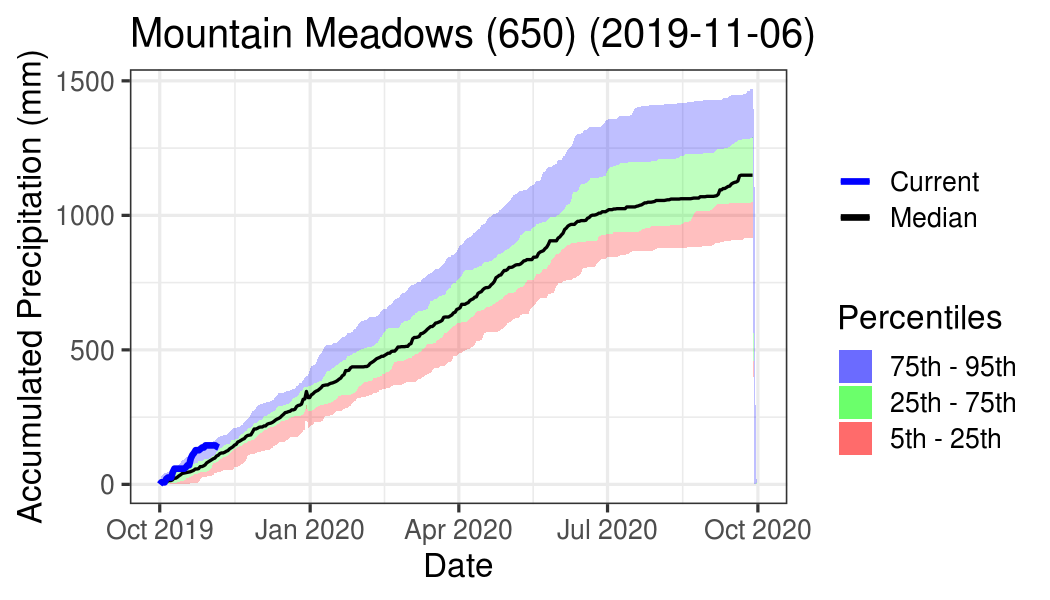 Mountain Meadows (650) (2019-11-06)
Accumulated Precipitation (mm)
1500
1000
500
0
Oct 2019
Jan 2020
Apr 2020
Jul 2020
Oct 2020
Date
Current
Median
Percentiles
75th - 95th
25th - 75th
5th - 25th